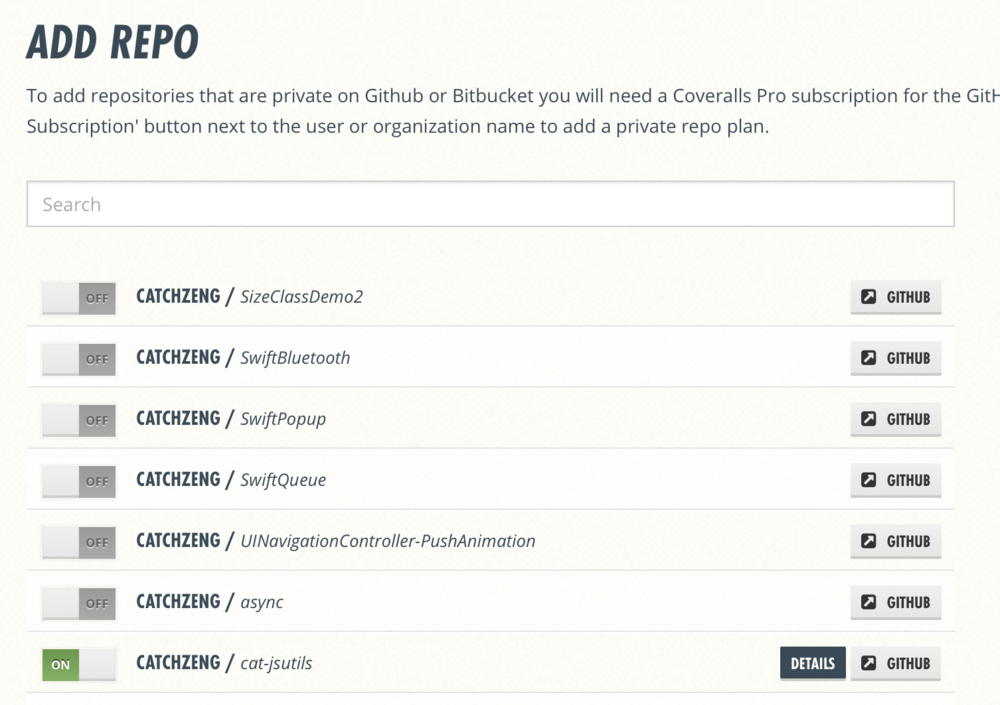 ADD REPO
To add repositories that are private on Github or Bitbucket you will need a Coveralls Pro subscription for the
Subscription' button next to the user or organization name to add a private repo plan.
Search
OFF CATCHZENG / SizeClassDemo2 GITHUB
OFF CATCHZENG / SwiftBluetooth GITHUB
OFF CATCHZENG / SwiftPopup GITHUB
OFF CATCHZENG / SwiftQueue GITHUB
OFF CATCHZENG / UINavigationController-PushAnimation GITHUB
OFF CATCHZENG / async GITHUB
ON CATCHZENG / cat-jsutils DETAILS GITHUB